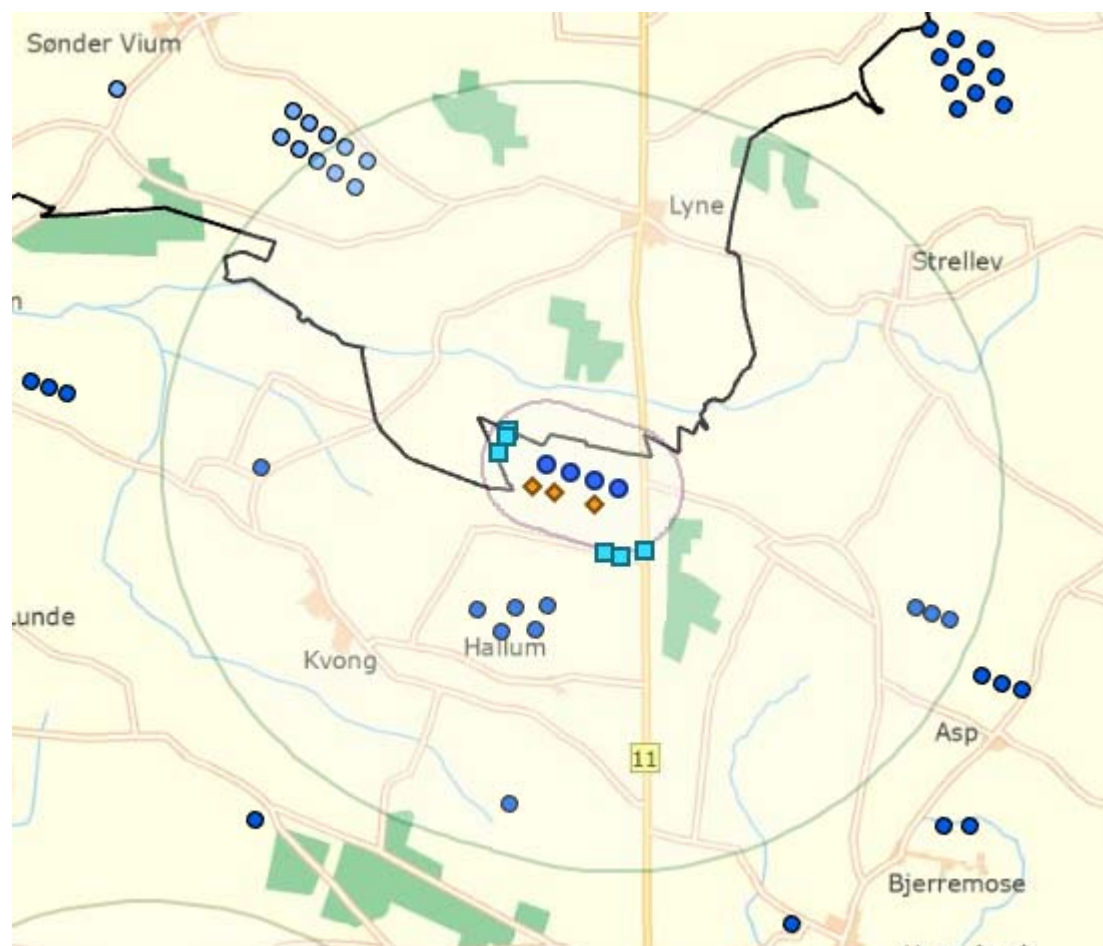 Sønder Vium
Lyne
Strellev
n
Lunde
Kvong
Hallum
Asp
11
Bjerremose